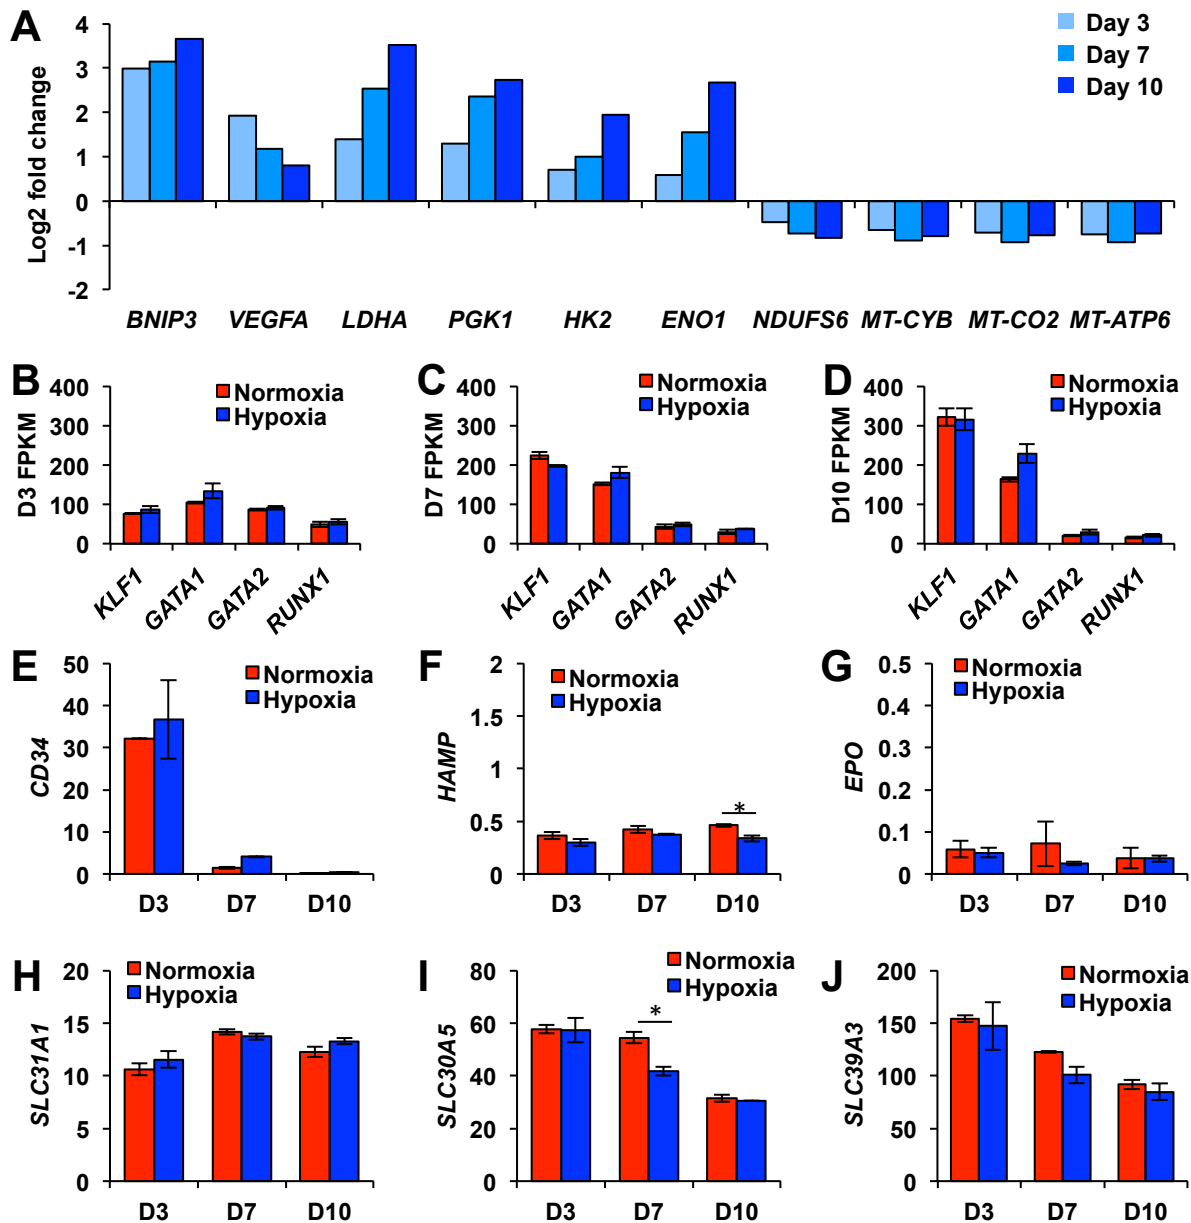 A
Log2 fold change
4
3
2
1
0
-1
-2
Day 3
Day 7
Day 10
BNIP3 VEGFA LDHA PGK1 HK2 ENO1 NDUFS6 MT-CYB MT-CO2 MT-ATP6
B
D3 FPKM
400
300
200
100
0
Normoxia
Hypoxia
KLF1 GATA1 GATA2 RUNX1
C
D7 FPKM
400
300
200
100
0
Normoxia
Hypoxia
KLF1 GATA1 GATA2 RUNX1
D
D10 FPKM
400
300
200
100
0
Normoxia
Hypoxia
KLF1 GATA1 GATA2 RUNX1
E
CD34
50
40
30
20
10
0
Normoxia
Hypoxia
D3 D7 D10
F
HAMP
2
1.5
1
0.5
0
Normoxia
Hypoxia
*
D3 D7 D10
G
EPO
0.5
0.4
0.3
0.2
0.1
0
Normoxia
Hypoxia
D3 D7 D10
H
SLC31A1
20
15
10
5
0
Normoxia
Hypoxia
D3 D7 D10
I
SLC30A5
80
60
40
20
0
Normoxia
Hypoxia
*
D3 D7 D10
J
SLC39A3
200
150
100
50
0
Normoxia
Hypoxia
D3 D7 D10